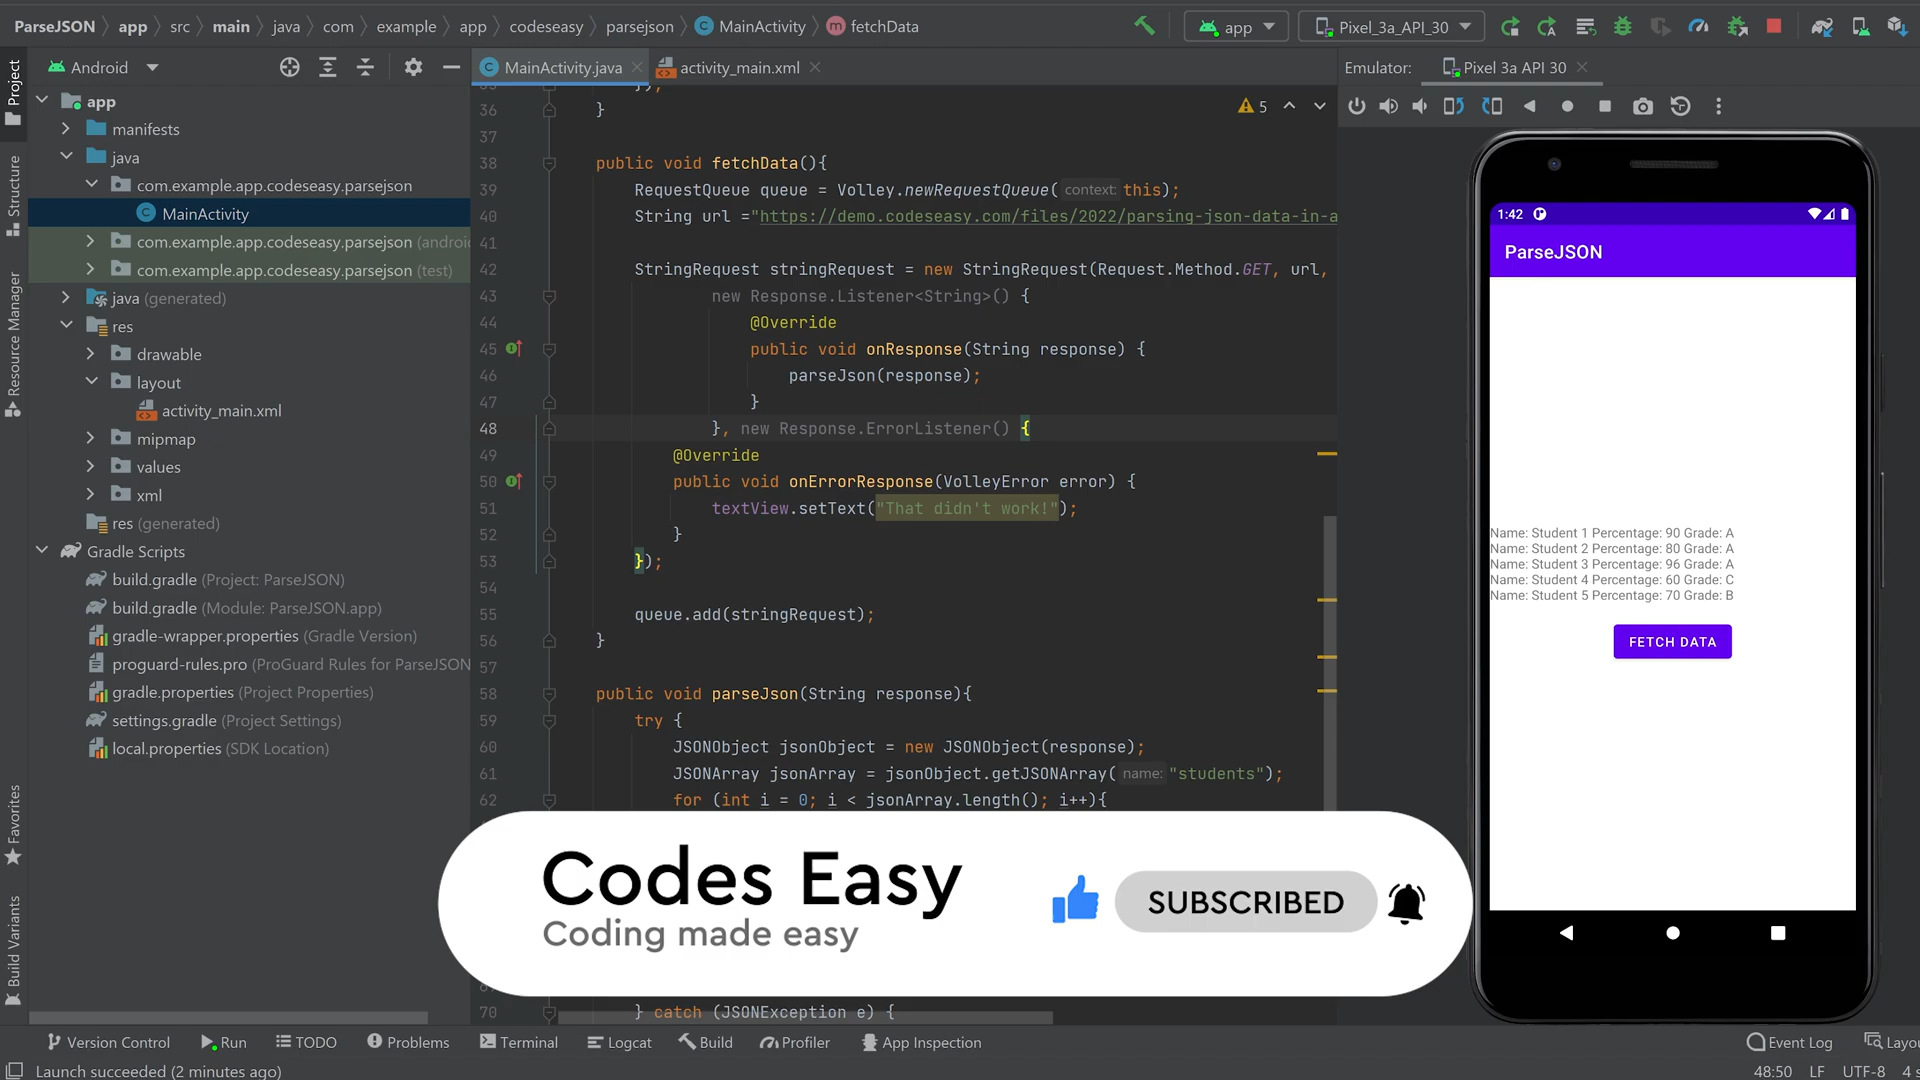 ParseJSON app src main java com example app codeseasy parsejson MainActivity fetchData
app
Pixel_3a_API_30
Android
MainActivity.java
activity_main.xml
Emulator:
Pixel 3a API 30
Project
Structure
Resource Manager
Favorites
Build Variants
app
manifests
java
com.example.app.codeseasy.parsejson
MainActivity
com.example.app.codeseasy.parsejson (androi
com.example.app.codeseasy.parsejson (test)
java (generated)
res
drawable
layout
activity_main.xml
mipmap
values
xml
res (generated)
Gradle Scripts
build.gradle (Project: ParseJSON)
build.gradle (Module: ParseJSON.app)
gradle-wrapper.properties (Gradle Version)
proguard-rules.pro (ProGuard Rules for ParseJSON
gradle.properties (Project Properties)
settings.gradle (Project Settings)
local.properties (SDK Location)
5
});
36 }
37
38 public void fetchData(){
39 RequestQueue queue = Volley.newRequestQueue( context: this);
40 String url ="https://demo.codeseasy.com/files/2022/parsing-json-data-in-a
41
42 StringRequest stringRequest = new StringRequest(Request.Method.GET, url,
43 new Response.Listener<String>() {
44 @Override
45 public void onResponse(String response) {
46 parseJson(response);
47 }
48 }, new Response.ErrorListener() {
49 @Override
50 public void onErrorResponse(VolleyError error) {
51 textView.setText("That didn't work!");
52 }
53 });
54
55 queue.add(stringRequest);
56 }
57
58 public void parseJson(String response){
59 try {
60 JSONObject jsonObject = new JSONObject(response);
61 JSONArray jsonArray = jsonObject.getJSONArray( name: "students");
62 for (int i = 0; i < jsonArray.length(); i++){
70 } catch (JSONException e) {
1:42
ParseJSON
Name: Student 1 Percentage: 90 Grade: A
Name: Student 2 Percentage: 80 Grade: A
Name: Student 3 Percentage: 96 Grade: A
Name: Student 4 Percentage: 60 Grade: C
Name: Student 5 Percentage: 70 Grade: B
FETCH DATA
Codes Easy
Coding made easy
SUBSCRIBED
Version Control
Run
TODO
Problems
Terminal
Logcat
Build
Profiler
App Inspection
Event Log
Layou
Launch succeeded (2 minutes ago)
48:50 LF UTF-8 4 s